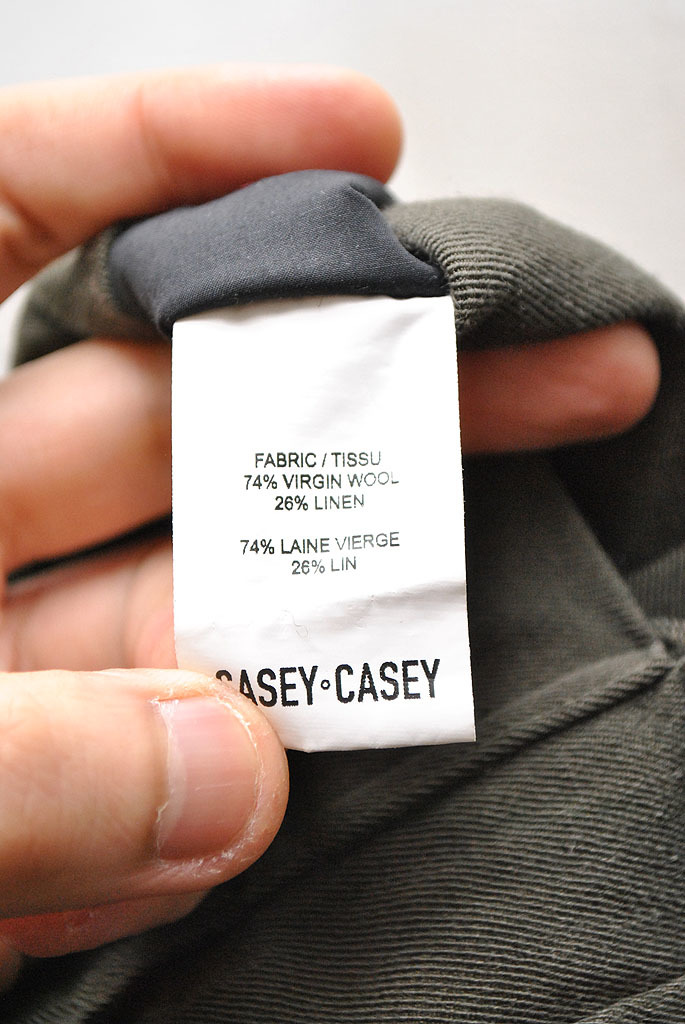 FABRIC / TISSU
74% VIRGIN WOOL
26% LINEN
74% LAINE VIERGE
26% LIN
CASEY°CASEY